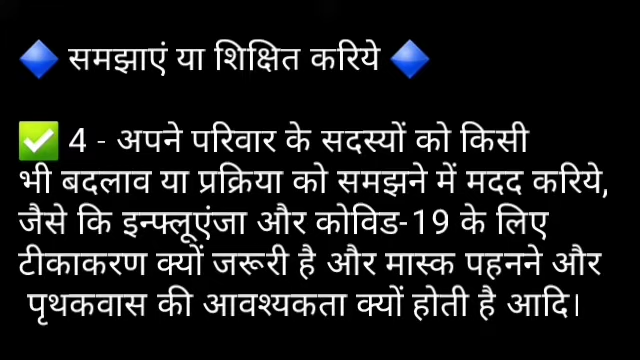 🔷 समझाएं या शिक्षित करिये 🔷
✅ 4 - अपने परिवार के सदस्यों को किसी
भी बदलाव या प्रक्रिया को समझने में मदद करिये,
जैसे कि इन्फ्लूएंजा और कोविड-19 के लिए
टीकाकरण क्यों जरूरी है और मास्क पहनने और
पृथकवास की आवश्यकता क्यों होती है आदि।